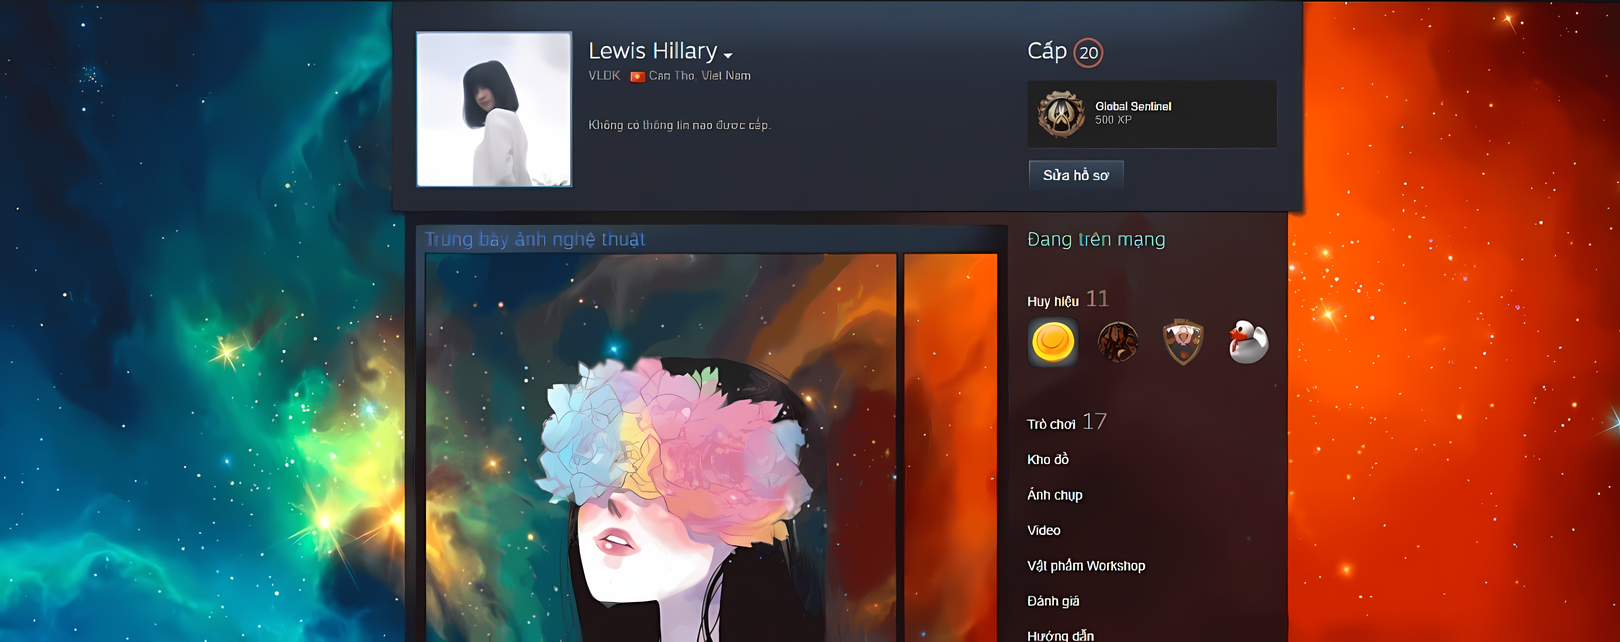 Lewis Hillary
VLDK Can Tho, Viet Nam
Không có thông tin nao được cấp.
Cấp 20
Global Sentinel
500 XP
Sửa hồ sơ
Trưng bày ảnh nghệ thuật
Đang trên mạng
Huy hiệu 11
Trò chơi 17
Kho đồ
Ảnh chụp
Video
Vật phẩm Workshop
Đánh giá
Hướng dẫn